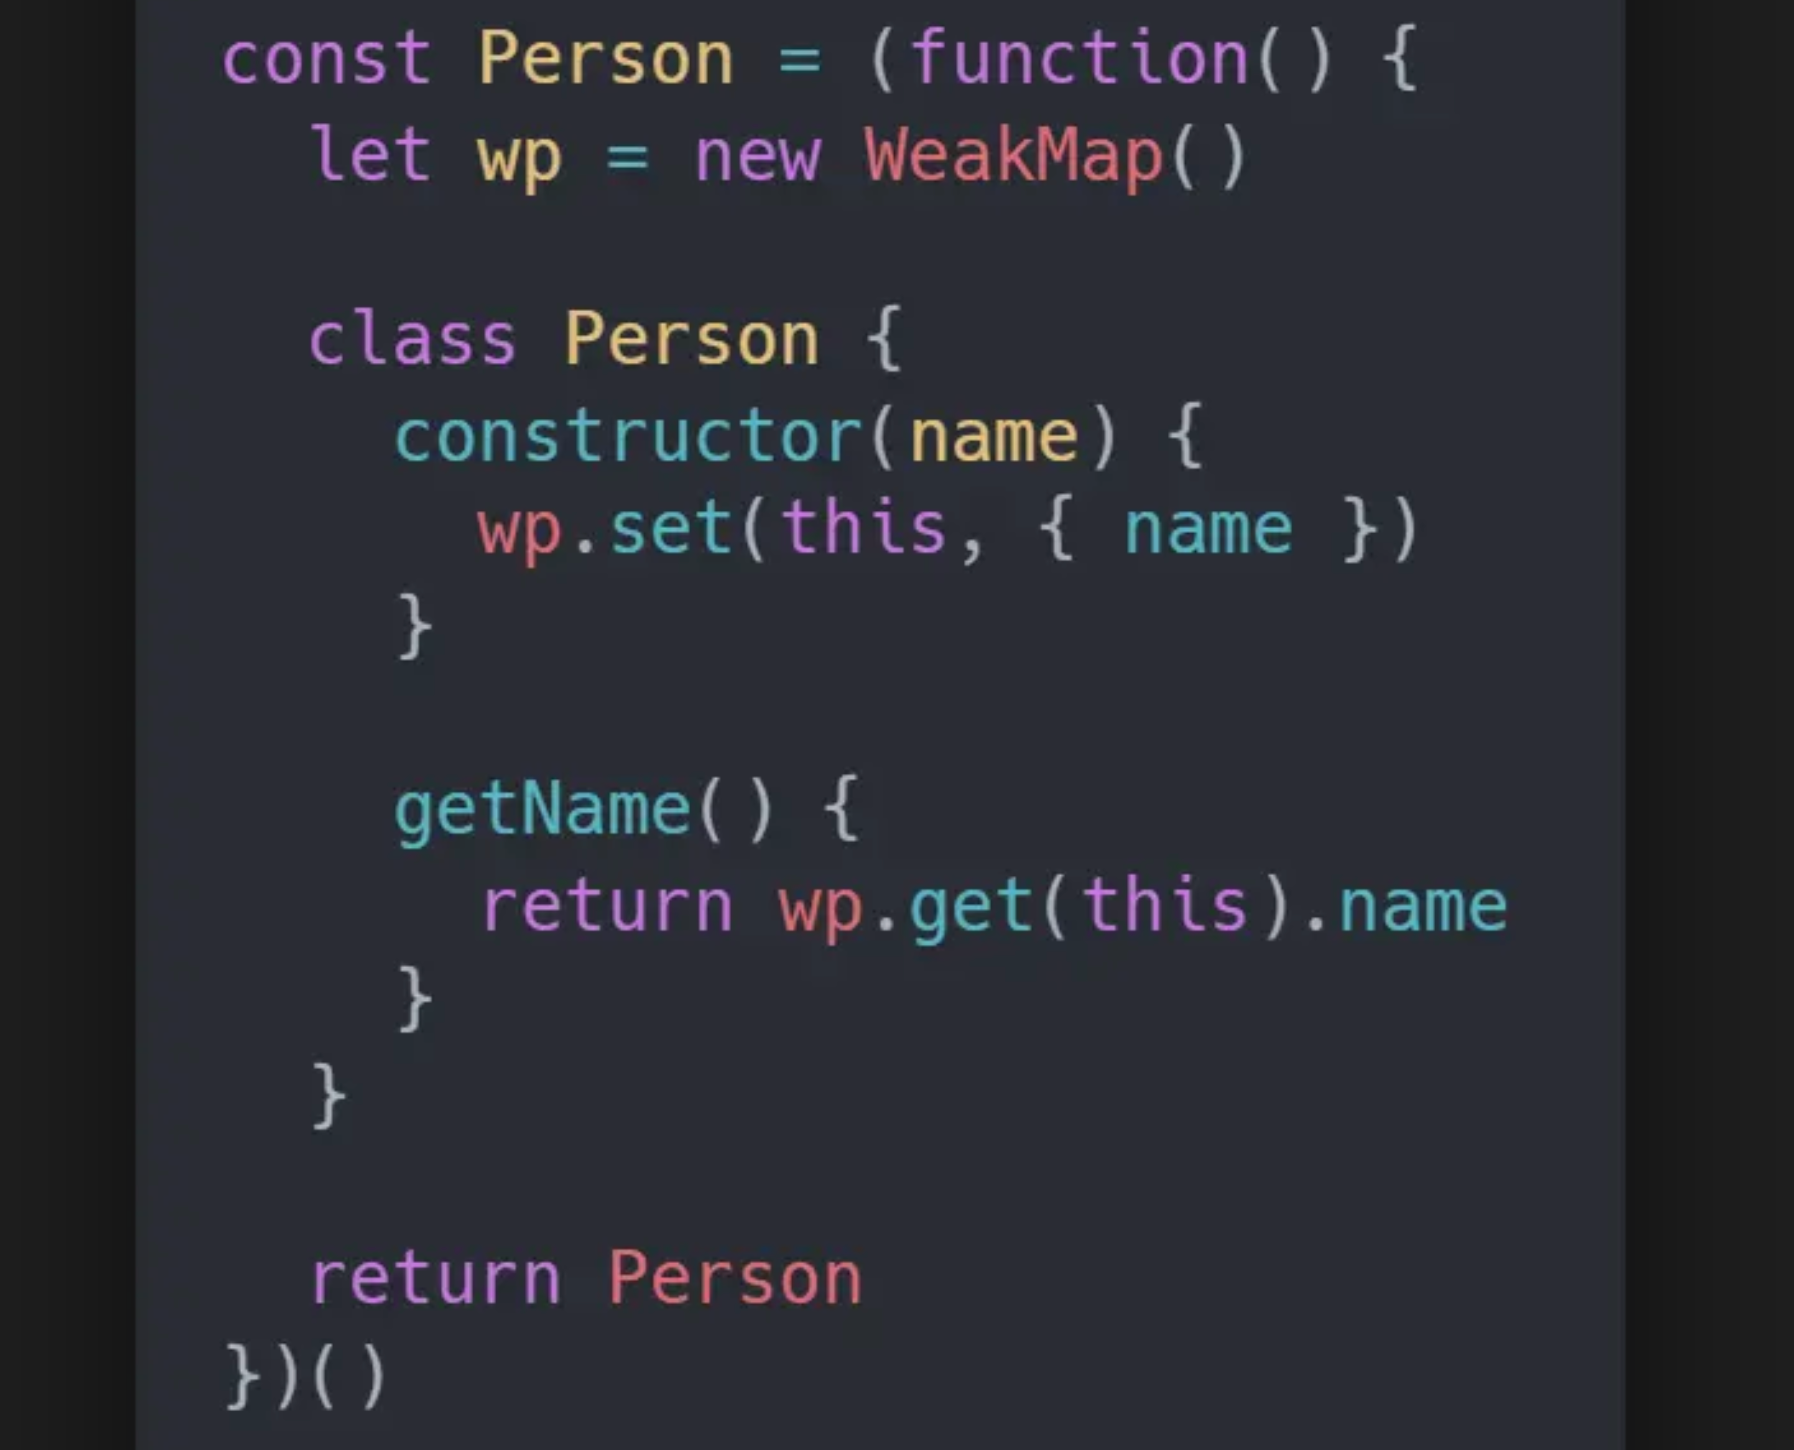 const Person = (function() {
  let wp = new WeakMap()

  class Person {
    constructor(name) {
      wp.set(this, { name })
    }

    getName() {
      return wp.get(this).name
    }
  }

  return Person
})()